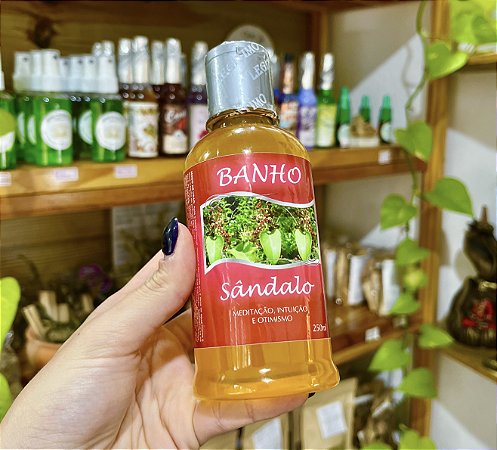 BANHO
Sândalo
MEDITAÇÃO, INTUIÇÃO
E OTIMISMO
250ml